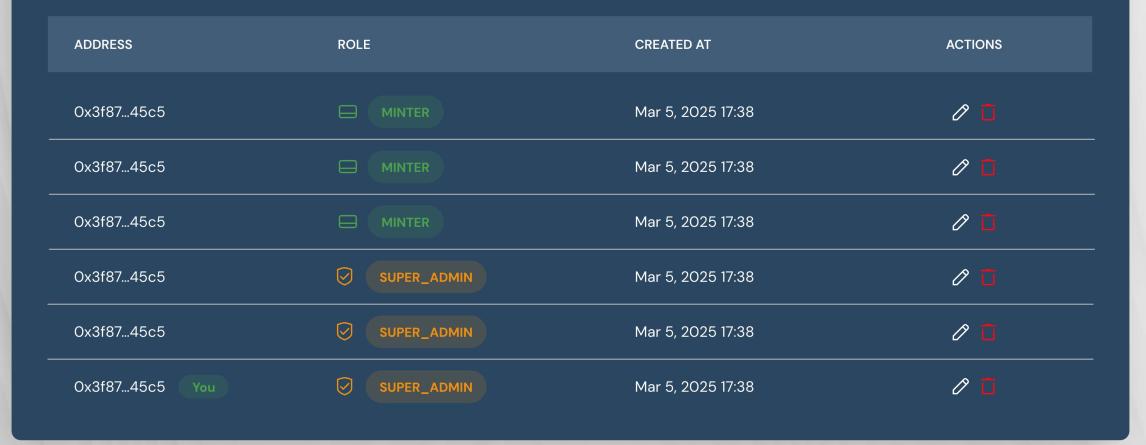 ADDRESS ROLE CREATED AT ACTIONS
0x3f87...45c5 MINTER Mar 5, 2025 17:38
0x3f87...45c5 MINTER Mar 5, 2025 17:38
0x3f87...45c5 MINTER Mar 5, 2025 17:38
0x3f87...45c5 SUPER_ADMIN Mar 5, 2025 17:38
0x3f87...45c5 SUPER_ADMIN Mar 5, 2025 17:38
0x3f87...45c5 You SUPER_ADMIN Mar 5, 2025 17:38